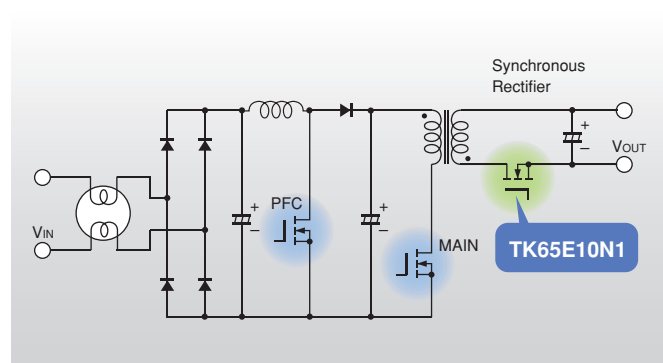 Synchronous
Rectifier
+
–
VOUT
PFC
+
–
+
–
MAIN
VIN
TK65E10N1